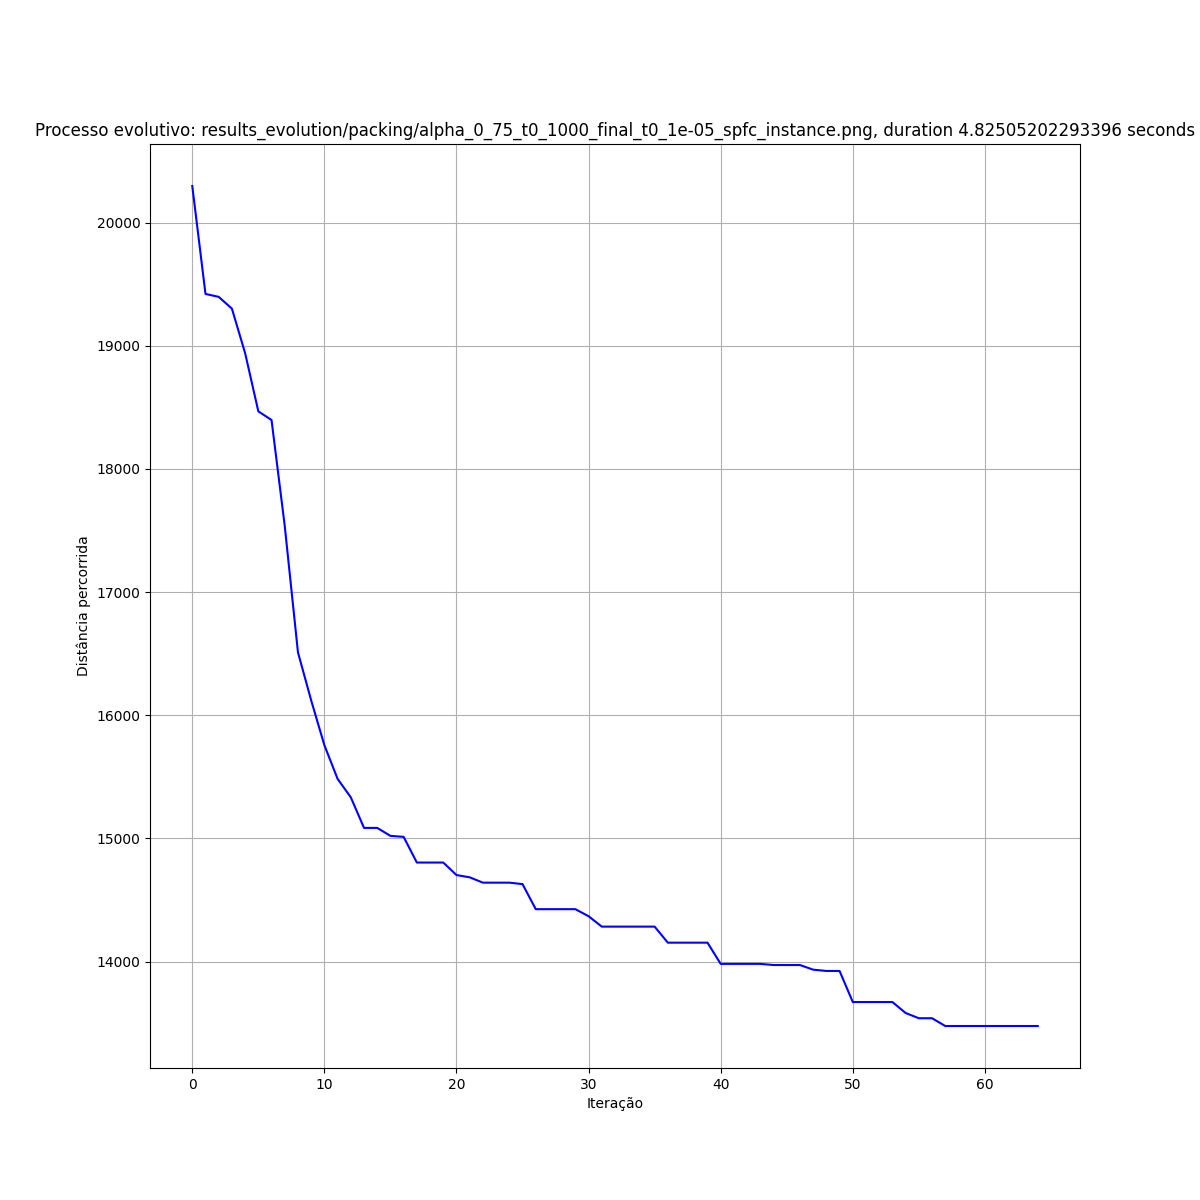 Processo evolutivo: results_evolution/packing/alpha_0_75_t0_1000_final_t0_1e-05_spfc_instance.png, duration 4.82505202293396 seconds
20000
19000
18000
17000
16000
15000
14000
Distância percorrida
0 10 20 30 40 50 60
Iteração